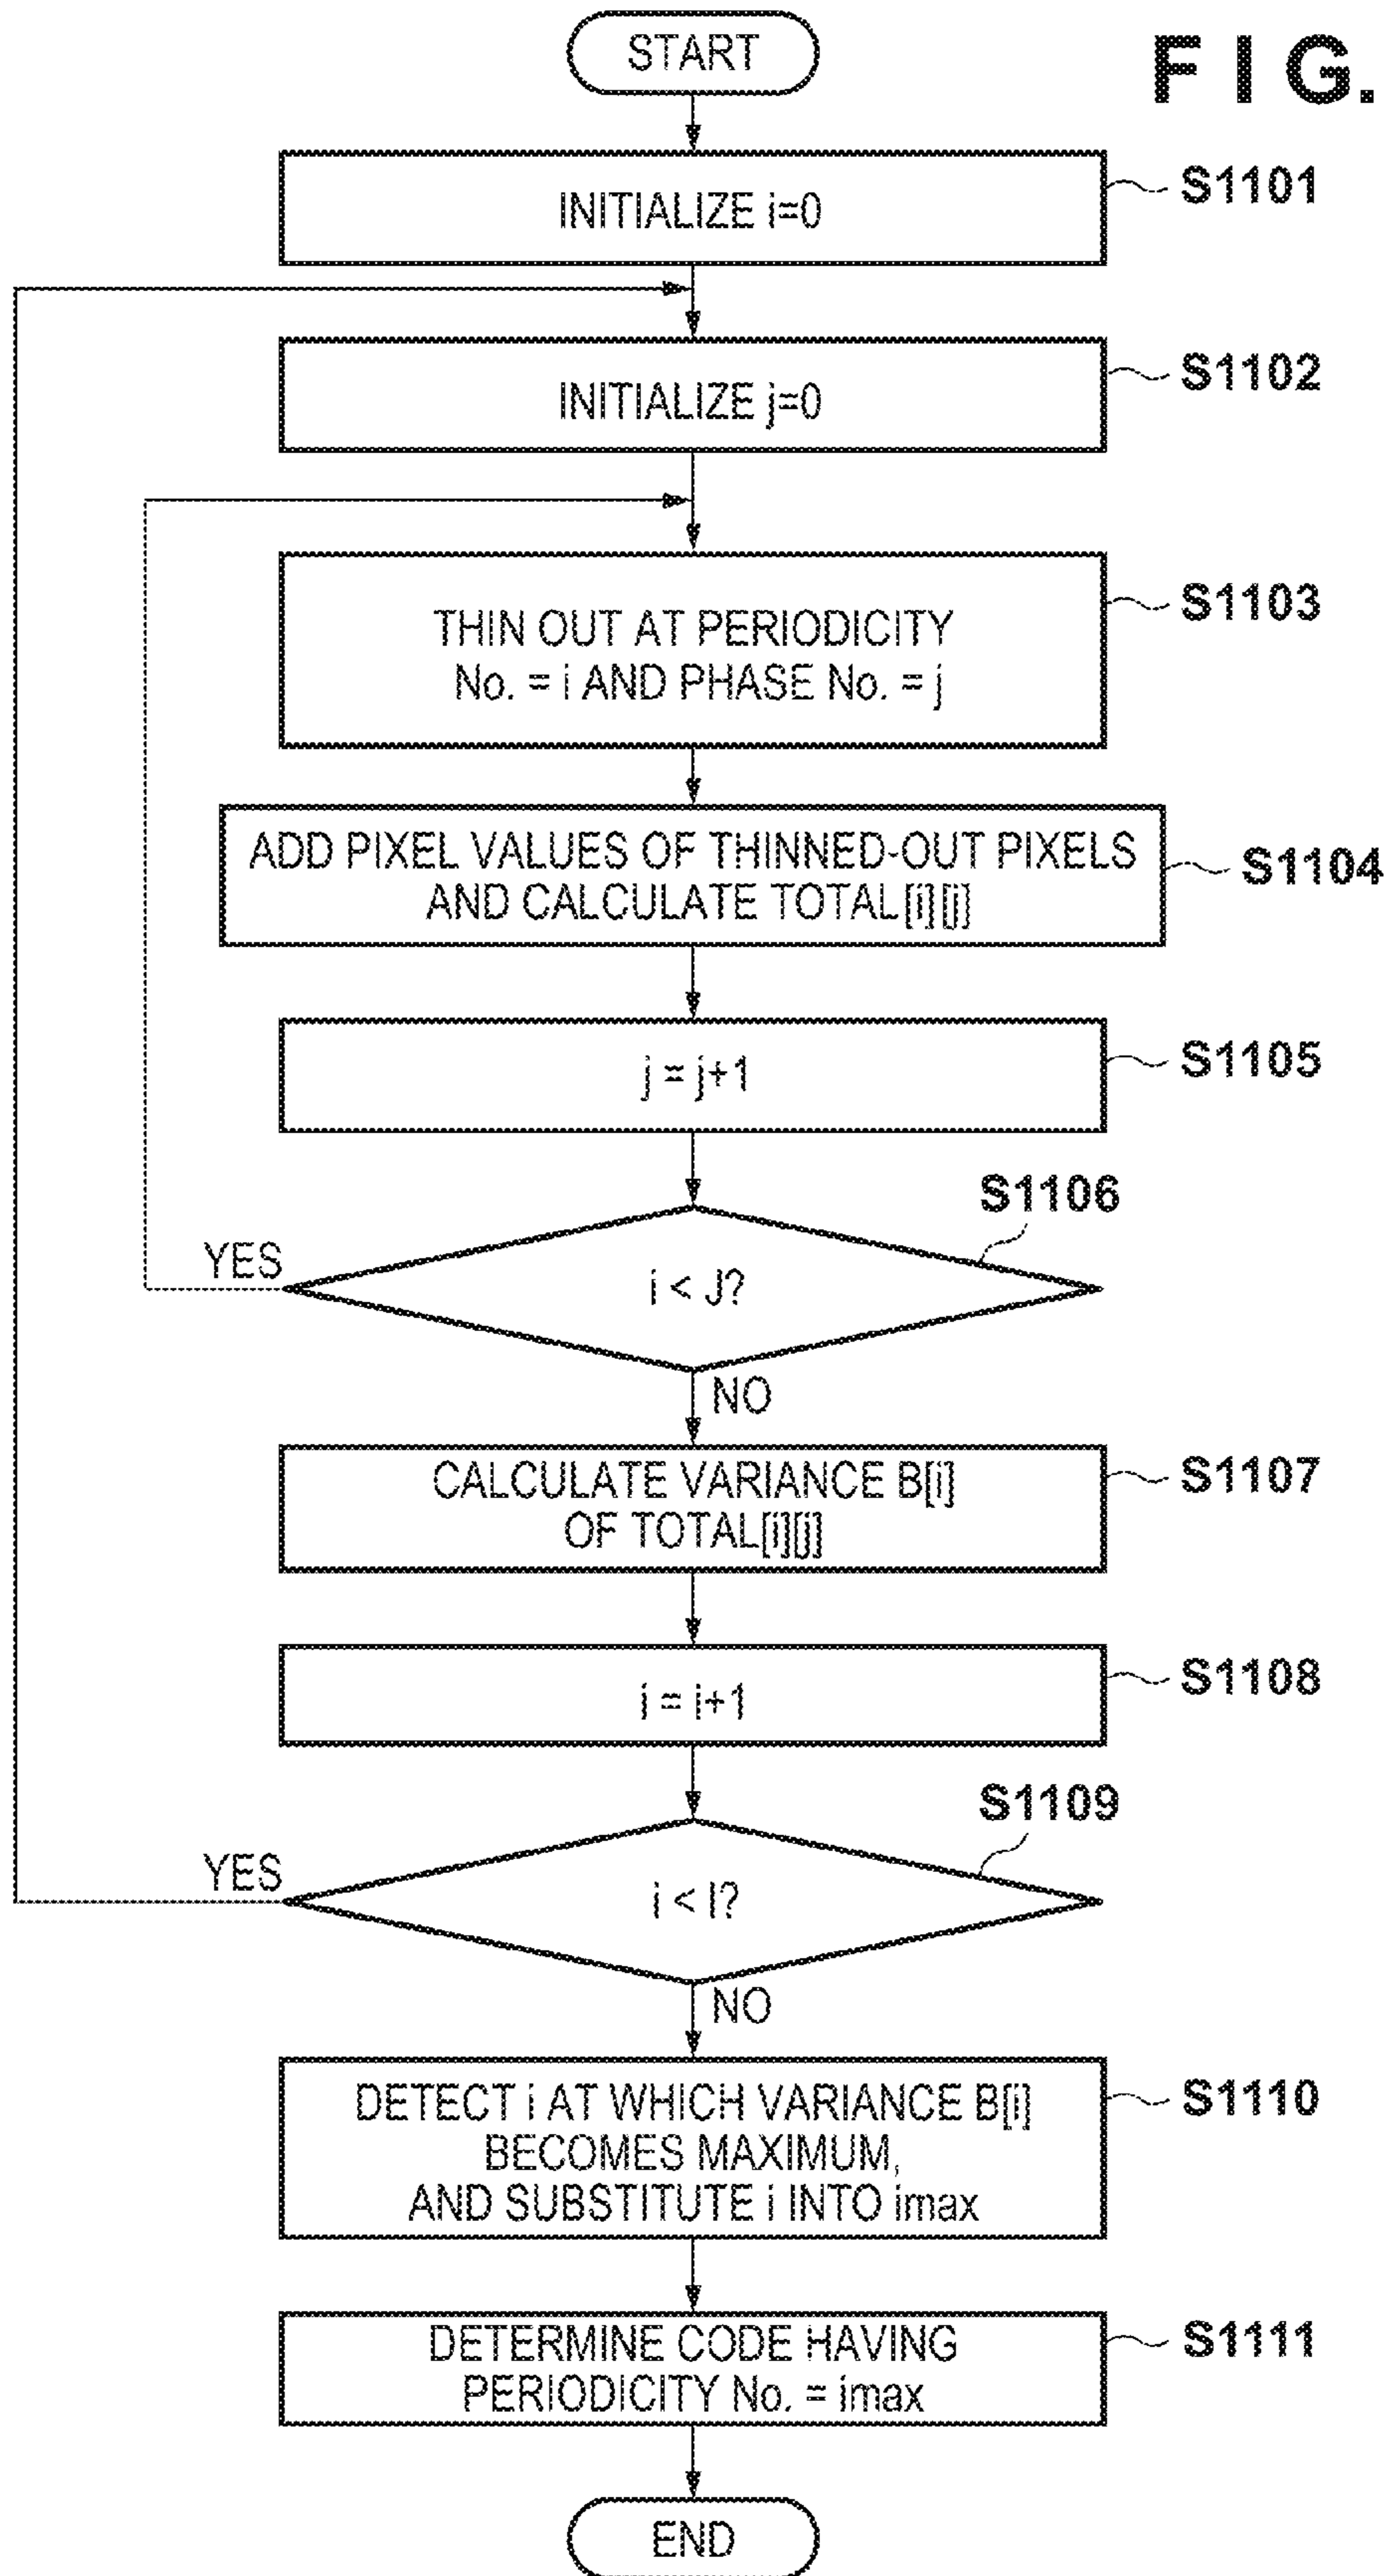 START
FIG.
INITIALIZE i=0
S1101
INITIALIZE j=0
S1102
THIN OUT AT PERIODICITY
No. = i AND PHASE No. = j
S1103
ADD PIXEL VALUES OF THINNED-OUT PIXELS
AND CALCULATE TOTAL[i][j]
S1104
j = j+1
S1105
S1106
YES
i < J?
NO
CALCULATE VARIANCE B[i]
OF TOTAL[i][j]
S1107
i = i+1
S1108
S1109
YES
i < I?
NO
DETECT i AT WHICH VARIANCE B[i]
BECOMES MAXIMUM,
AND SUBSTITUTE i INTO imax
S1110
DETERMINE CODE HAVING
PERIODICITY No. = imax
S1111
END